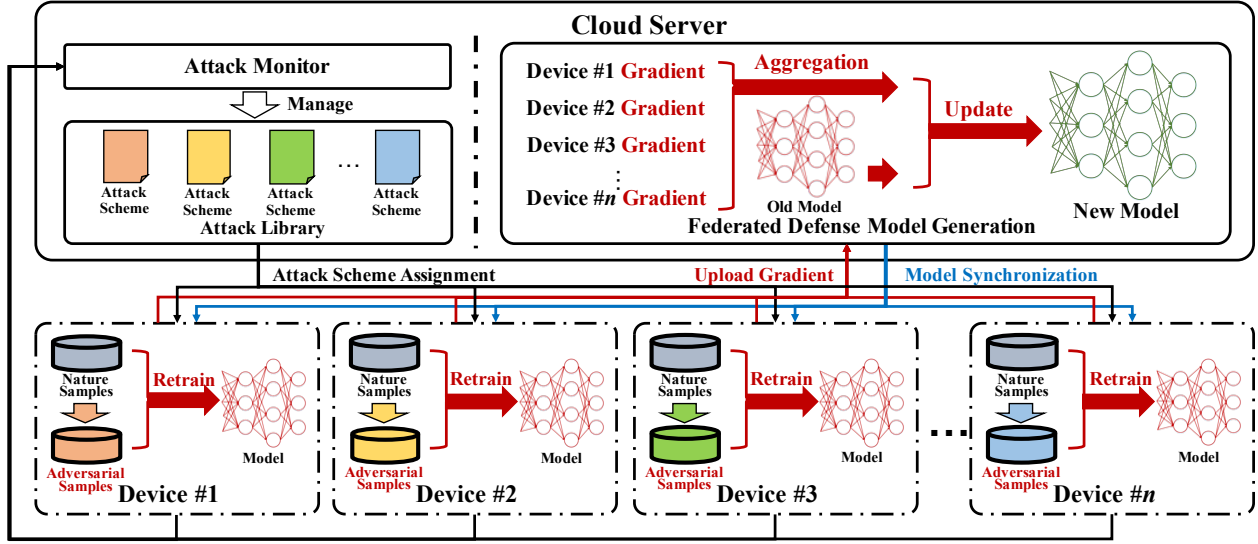 Cloud Server
Attack Monitor
Manage
Attack
Scheme
Attack
Scheme
Attack
Scheme
...
Attack
Scheme
Attack Library
Device #1 Gradient
Device #2 Gradient
Device #3 Gradient
⋮
Device #n Gradient
Aggregation
Old Model
Update
New Model
Federated Defense Model Generation
Attack Scheme Assignment
Upload Gradient
Model Synchronization
Nature
Samples
Retrain
Adversarial
Samples
Model
Device #1
Nature
Samples
Retrain
Adversarial
Samples
Model
Device #2
Nature
Samples
Retrain
Adversarial
Samples
Model
Device #3
...
Nature
Samples
Retrain
Adversarial
Samples
Model
Device #n